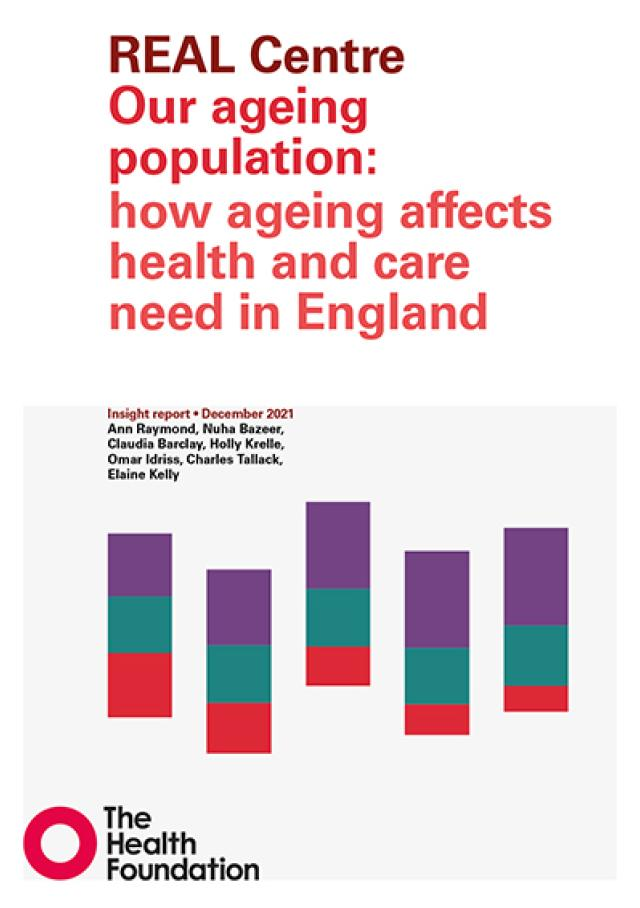 REAL Centre
Our ageing
population:
how ageing affects
health and care
need in England
Insight report • December 2021
Ann Raymond, Nuha Bazeer,
Claudia Barclay, Holly Krelle,
Omar Idriss, Charles Tallack,
Elaine Kelly
The
Health
Foundation